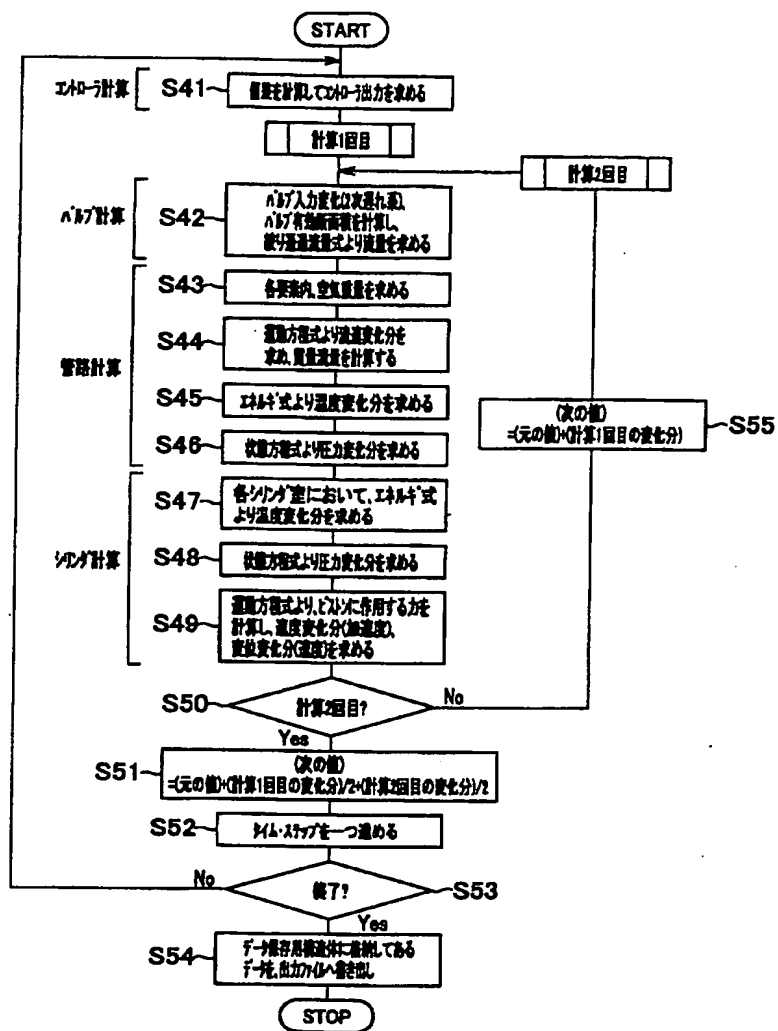 START
エントローラ計算
S41
偏差を計算してエントローラ出力を求める
計算1回目
計算2回目
バルブ計算
S42
バルブ入力変化(2次遅れ系)、
バルブ有効断面積を計算し、
絞り通過流量式より流量を求める
管路計算
S43
各要素内、空気重量を求める
S44
運動方程式より流速変化分を
求め、質量流量を計算する
S45
エネルギ式より温度変化分を求める
S46
状態方程式より圧力変化分を求める
(次の値)
=(元の値)+(計算1回目の変化分)
S55
シリンダ計算
S47
各シリンダ室において、エネルギ式
より温度変化分を求める
S48
状態方程式より圧力変化分を求める
S49
運動方程式より、ピストンに作用する力を
計算し、速度変化分(加速度)、
変位変化分(速度)を求める
S50
計算2回目?
No
Yes
S51
(次の値)
=(元の値)+(計算1回目の変化分)/2+(計算2回目の変化分)/2
S52
タイム・ステップを一つ進める
No
終了?
S53
Yes
S54
データ保存用構造体に格納してある
データを、出力ファイルへ書き出し
STOP